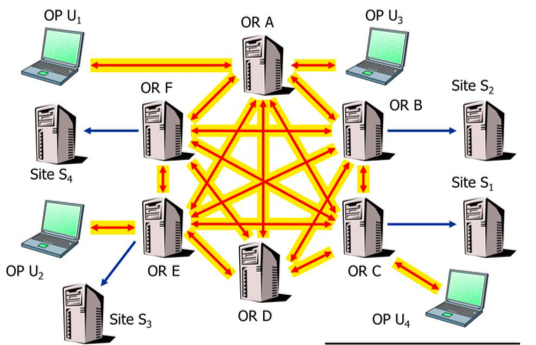 OP U₁
OR A
OP U₃
OR F
OR B
Site S₂
Site S₄
Site S₁
OP U₂
OR E
OR C
Site S₃
OR D
OP U₄